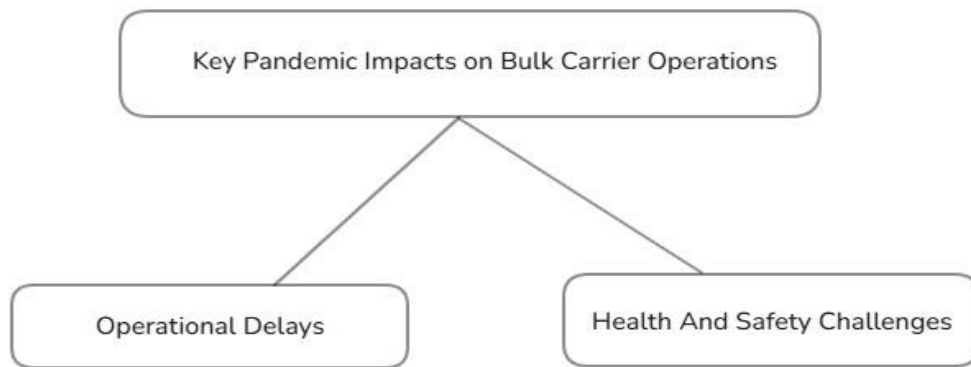 Key Pandemic Impacts on Bulk Carrier Operations
Operational Delays
Health And Safety Challenges